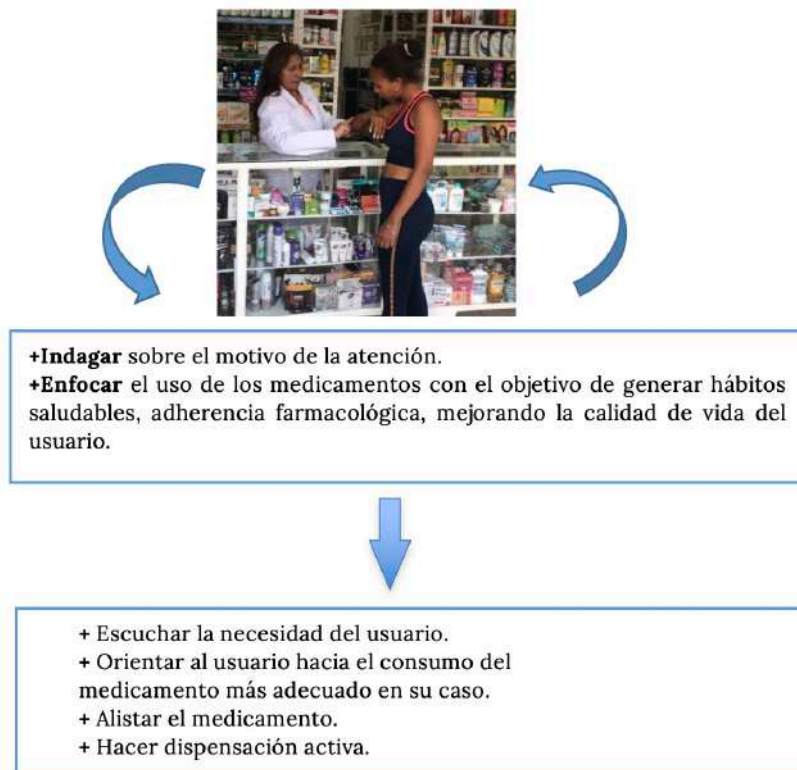 +Indagar sobre el motivo de la atención.
+Enfocar el uso de los medicamentos con el objetivo de generar hábitos
saludables, adherencia farmacológica, mejorando la calidad de vida del
usuario.
+ Escuchar la necesidad del usuario.
+ Orientar al usuario hacia el consumo del
medicamento más adecuado en su caso.
+ Alistar el medicamento.
+ Hacer dispensación activa.